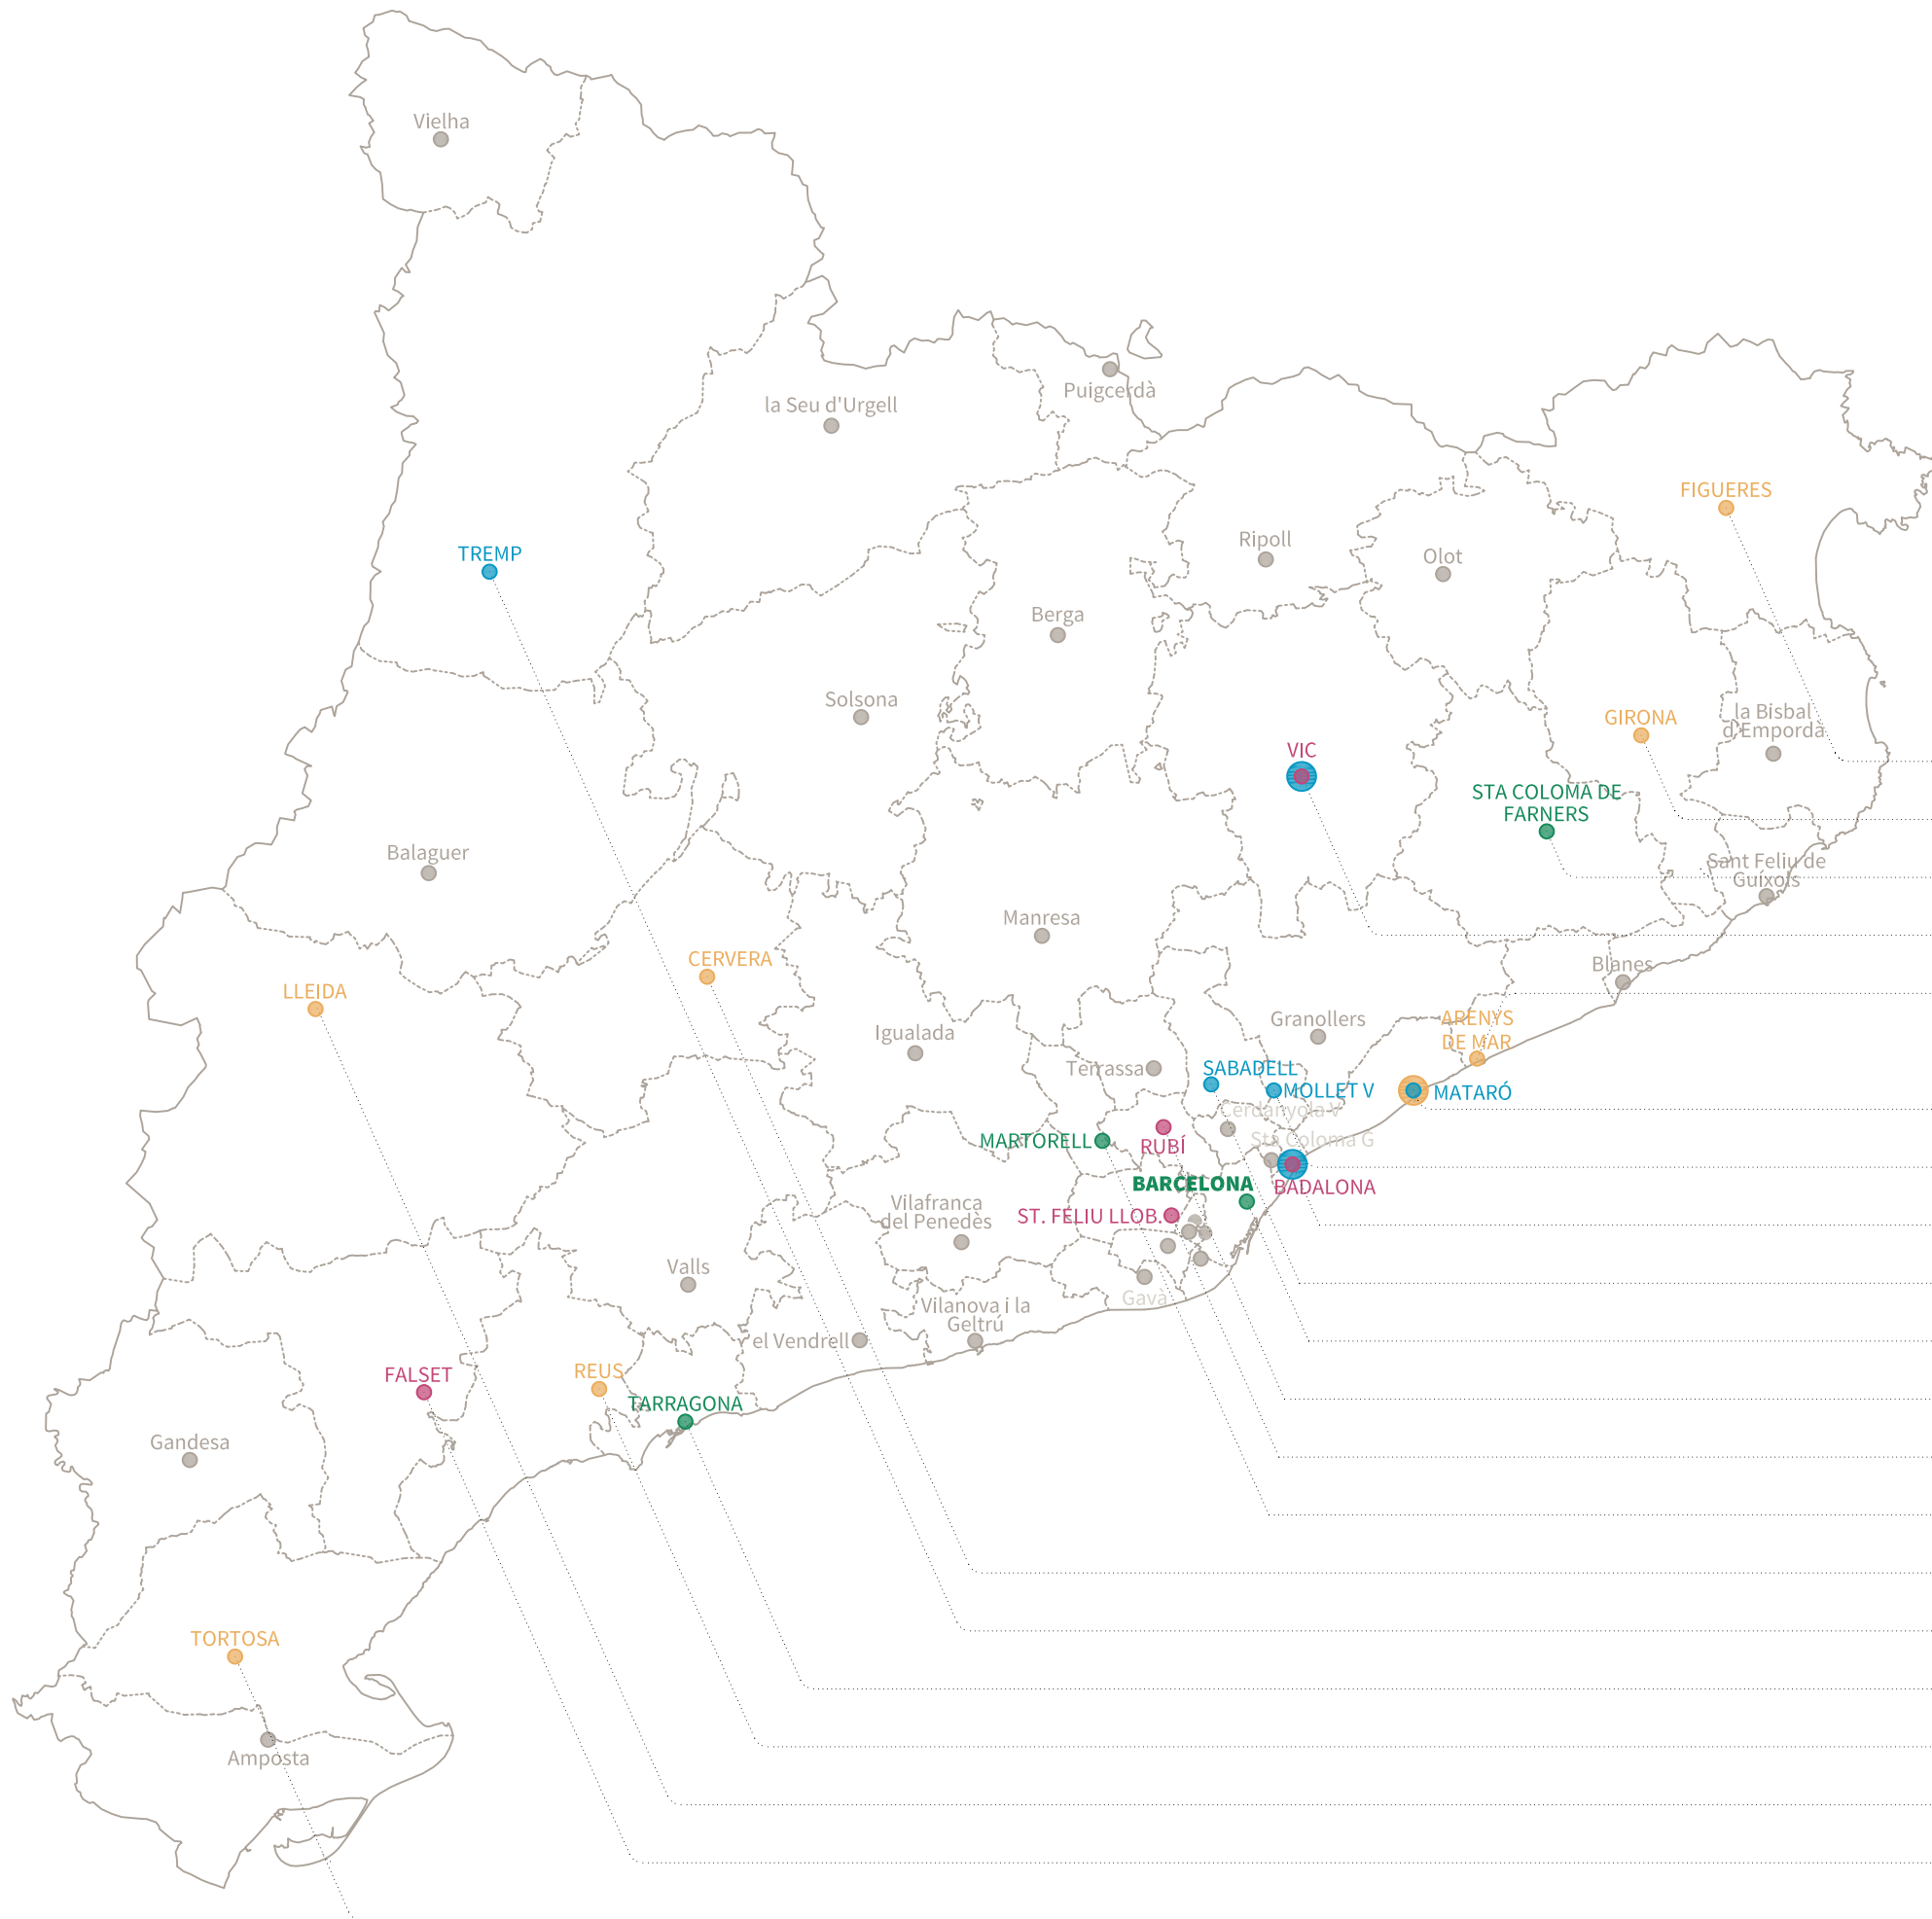 Vielha
Puigcerdà
la Seu d'Urgell
FIGUERES
Ripoll
TREMP
Olot
Berga
Solsona
la Bisbal
d'Empordà
GIRONA
VIC
STA COLOMA DE
FARNERS
Balaguer
Sant Feliu de
Guíxols
Manresa
CERVERA
Blanes
LLEIDA
Granollers
ARENYS
DE MAR
Igualada
Terrassa
SABADELL
MOLLET V
MATARÓ
Cerdanyola V
MARTORELL
RUBÍ
Sta Coloma G
BARCELONA
BADALONA
Vilafranca
del Penedès
ST. FELIU LLOB.
Valls
Gavà
Vilanova i la
Geltrú
el Vendrell
FALSET
REUS
TARRAGONA
Gandesa
TORTOSA
Amposta